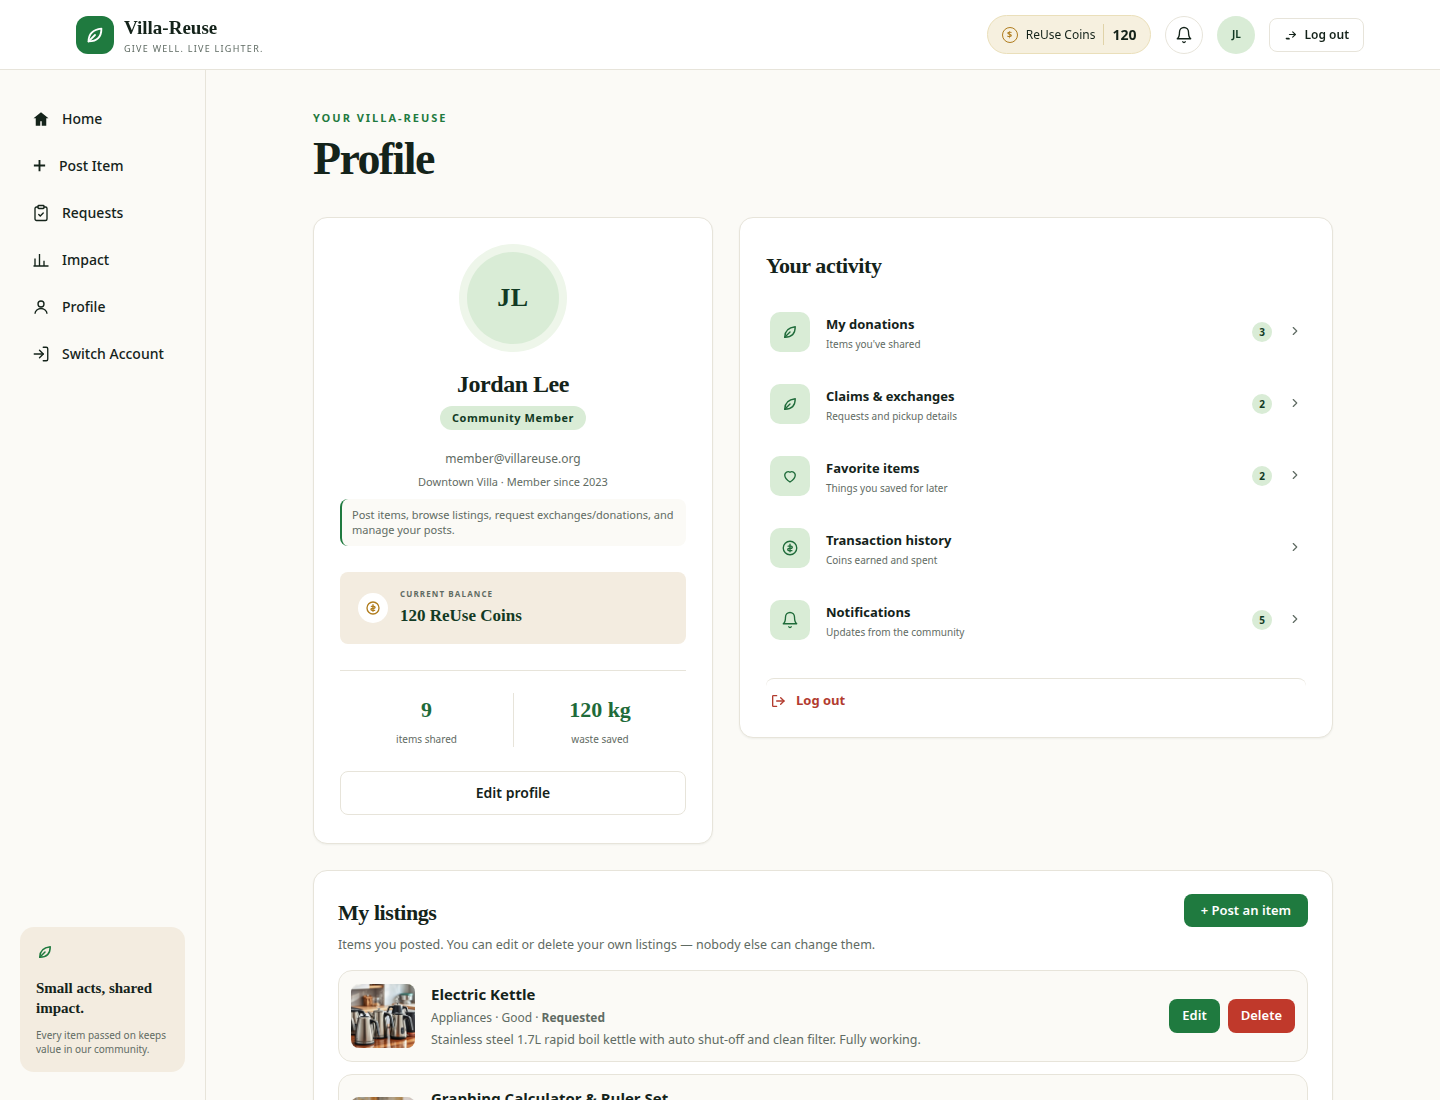 Villa-Reuse
GIVE WELL. LIVE LIGHTER.
$ ReUse Coins 120
JL
Log out
Home
Post Item
Requests
Impact
Profile
Switch Account
Small acts, shared
impact.
Every item passed on keeps
value in our community.
YOUR VILLA-REUSE
Profile
JL
Jordan Lee
Community Member
member@villareuse.org
Downtown Villa · Member since 2023
Post items, browse listings, request exchanges/donations, and
manage your posts.
CURRENT BALANCE
120 ReUse Coins
9
items shared
120 kg
waste saved
Edit profile
Your activity
My donations
Items you've shared
3
Claims & exchanges
Requests and pickup details
2
Favorite items
Things you saved for later
2
Transaction history
Coins earned and spent
Notifications
Updates from the community
5
Log out
My listings
+ Post an item
Items you posted. You can edit or delete your own listings — nobody else can change them.
Electric Kettle
Appliances · Good · Requested
Stainless steel 1.7L rapid boil kettle with auto shut-off and clean filter. Fully working.
Edit
Delete
Graphing Calculator & Ruler Set